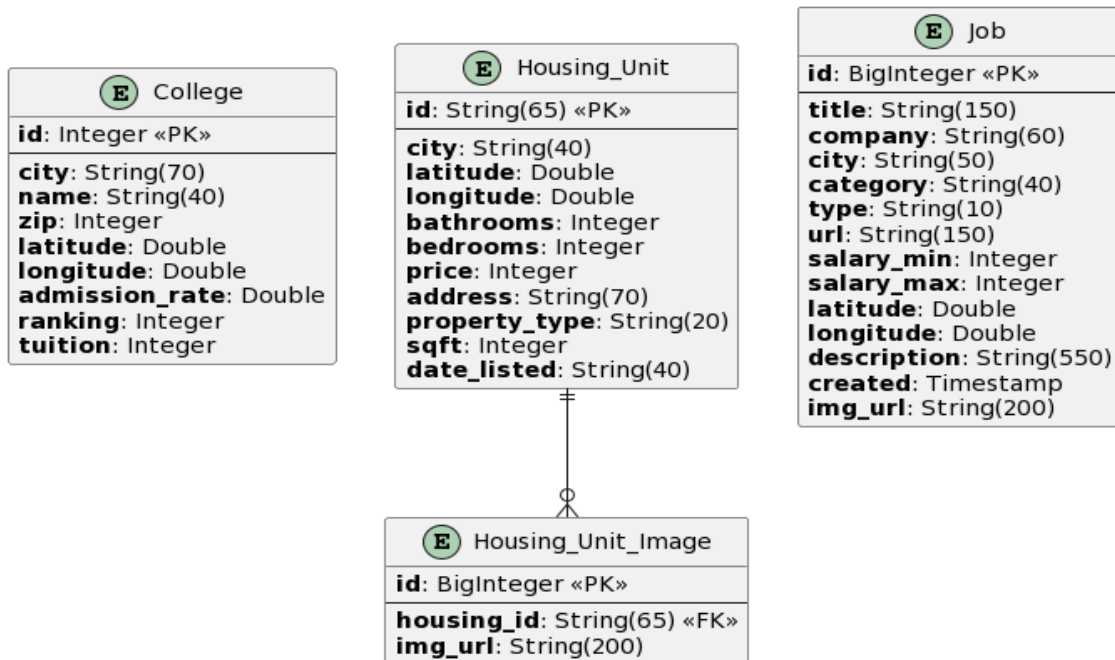 E College
id: Integer «PK»
city: String(70)
name: String(40)
zip: Integer
latitude: Double
longitude: Double
admission_rate: Double
ranking: Integer
tuition: Integer
E Housing_Unit
id: String(65) «PK»
city: String(40)
latitude: Double
longitude: Double
bathrooms: Integer
bedrooms: Integer
price: Integer
address: String(70)
property_type: String(20)
sqft: Integer
date_listed: String(40)
E Job
id: BigInteger «PK»
title: String(150)
company: String(60)
city: String(50)
category: String(40)
type: String(10)
url: String(150)
salary_min: Integer
salary_max: Integer
latitude: Double
longitude: Double
description: String(550)
created: Timestamp
img_url: String(200)
E Housing_Unit_Image
id: BigInteger «PK»
housing_id: String(65) «FK»
img_url: String(200)